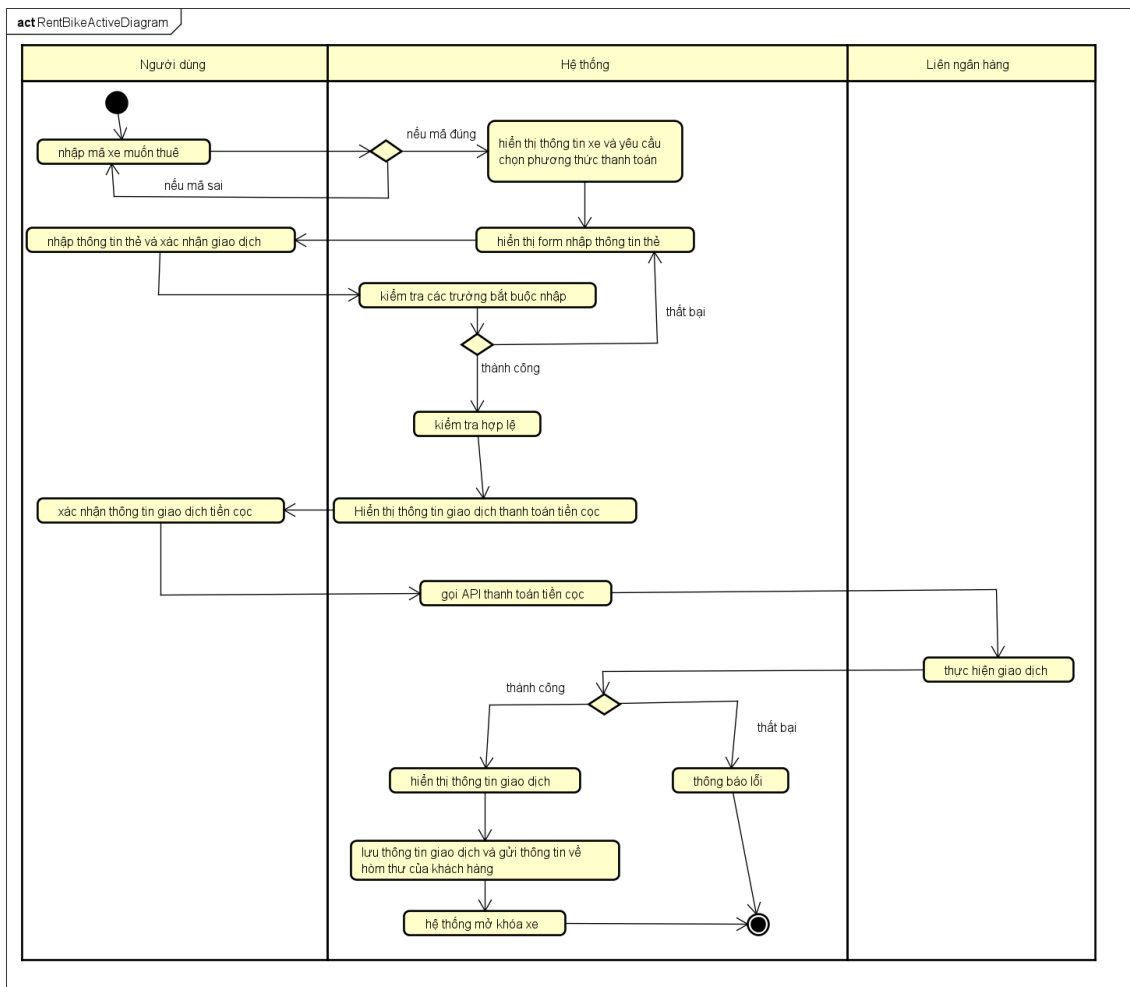 act RentBikeActiveDiagram
Người dùng
Hệ thống
Liên ngân hàng
nhập mã xe muốn thuê
nếu mã đúng
hiển thị thông tin xe và yêu cầu
chọn phương thức thanh toán
nếu mã sai
nhập thông tin thẻ và xác nhận giao dịch
hiển thị form nhập thông tin thẻ
kiểm tra các trường bắt buộc nhập
thất bại
thành công
kiểm tra hợp lệ
xác nhận thông tin giao dịch tiền cọc
Hiển thị thông tin giao dịch thanh toán tiền cọc
gọi API thanh toán tiền cọc
thực hiện giao dịch
thành công
thất bại
hiển thị thông tin giao dịch
thông báo lỗi
lưu thông tin giao dịch và gửi thông tin về
hòm thư của khách hàng
hệ thống mở khóa xe